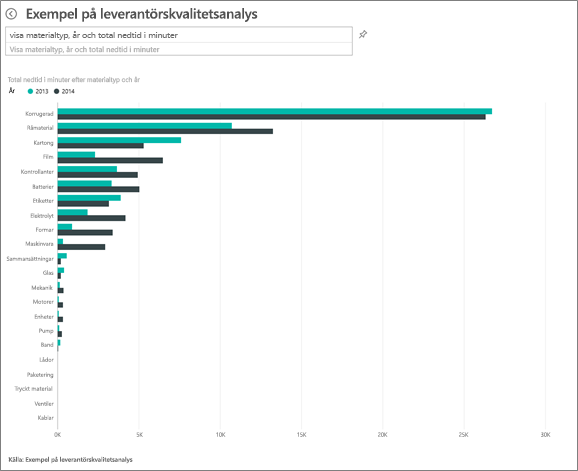 Exempel på leverantörskvalitetsanalys
visa materialtyp, år och total nedtid i minuter
Visa materialtyp, år och total nedtid i minuter
Total nedtid i minuter efter materialtyp och år
År 2013 2014
Korrugerad
Råmaterial
Kartong
Film
Kontrollanter
Batterier
Etiketter
Elektrolyt
Formar
Maskinvara
Sammansättningar
Glas
Mekanik
Motorer
Enheter
Pump
Band
Lådor
Paketering
Tryckt material
Ventiler
Kablar
0K 5K 10K 15K 20K 25K 30K
Källa: Exempel på leverantörskvalitetsanalys